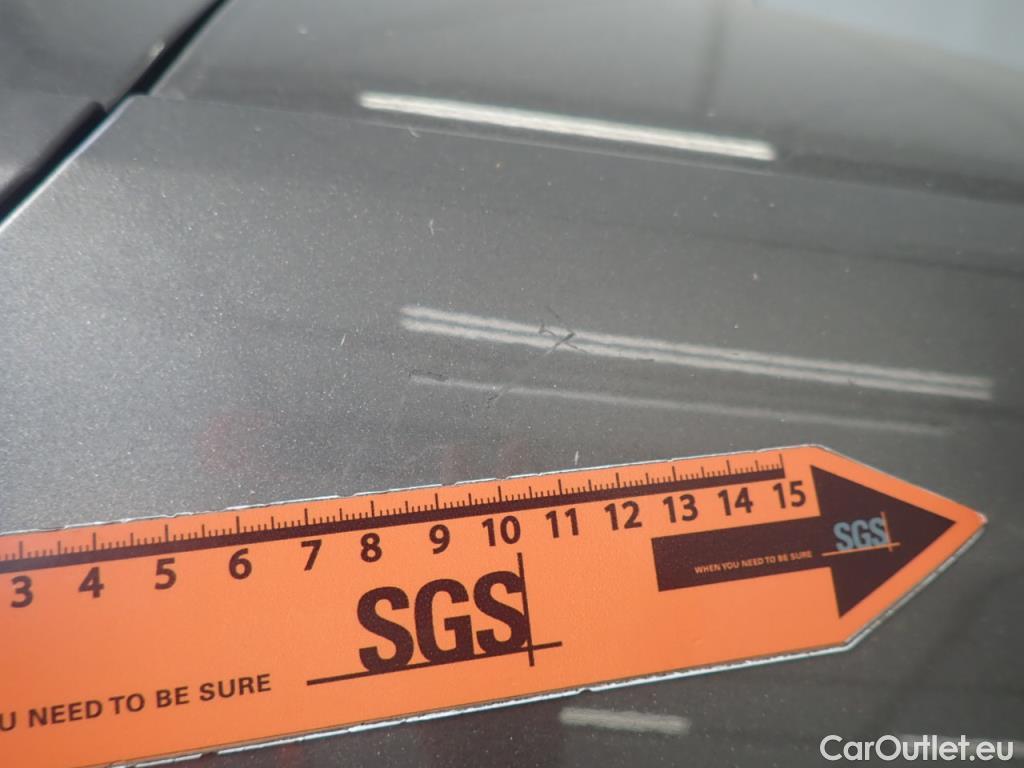 3 4 5 6 7 8 9 10 11 12 13 14 15
SGS
WHEN YOU NEED TO BE SURE
SGS
U NEED TO BE SURE
CarOutlet.eu